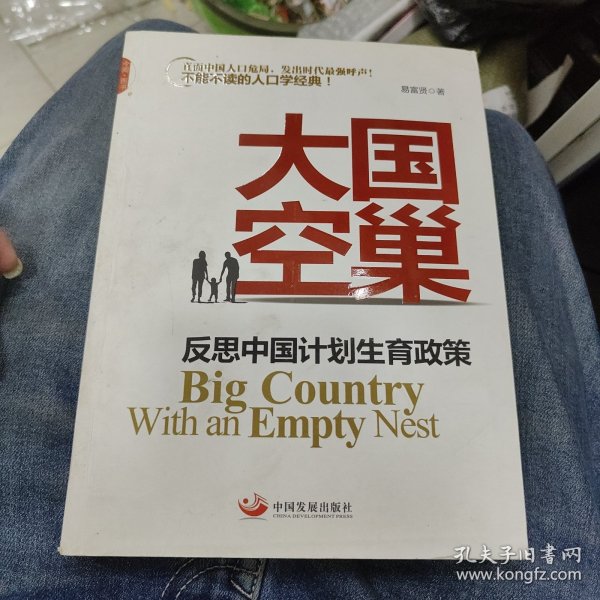 直面中国人口危局，发出时代最强呼声！
不能不读的人口学经典！
易富贤◎著
大国
空巢
反思中国计划生育政策
Big Country
With an Empty Nest
中国发展出版社
CHINA DEVELOPMENT PRESS
孔夫子旧书网
www.kongfz.com